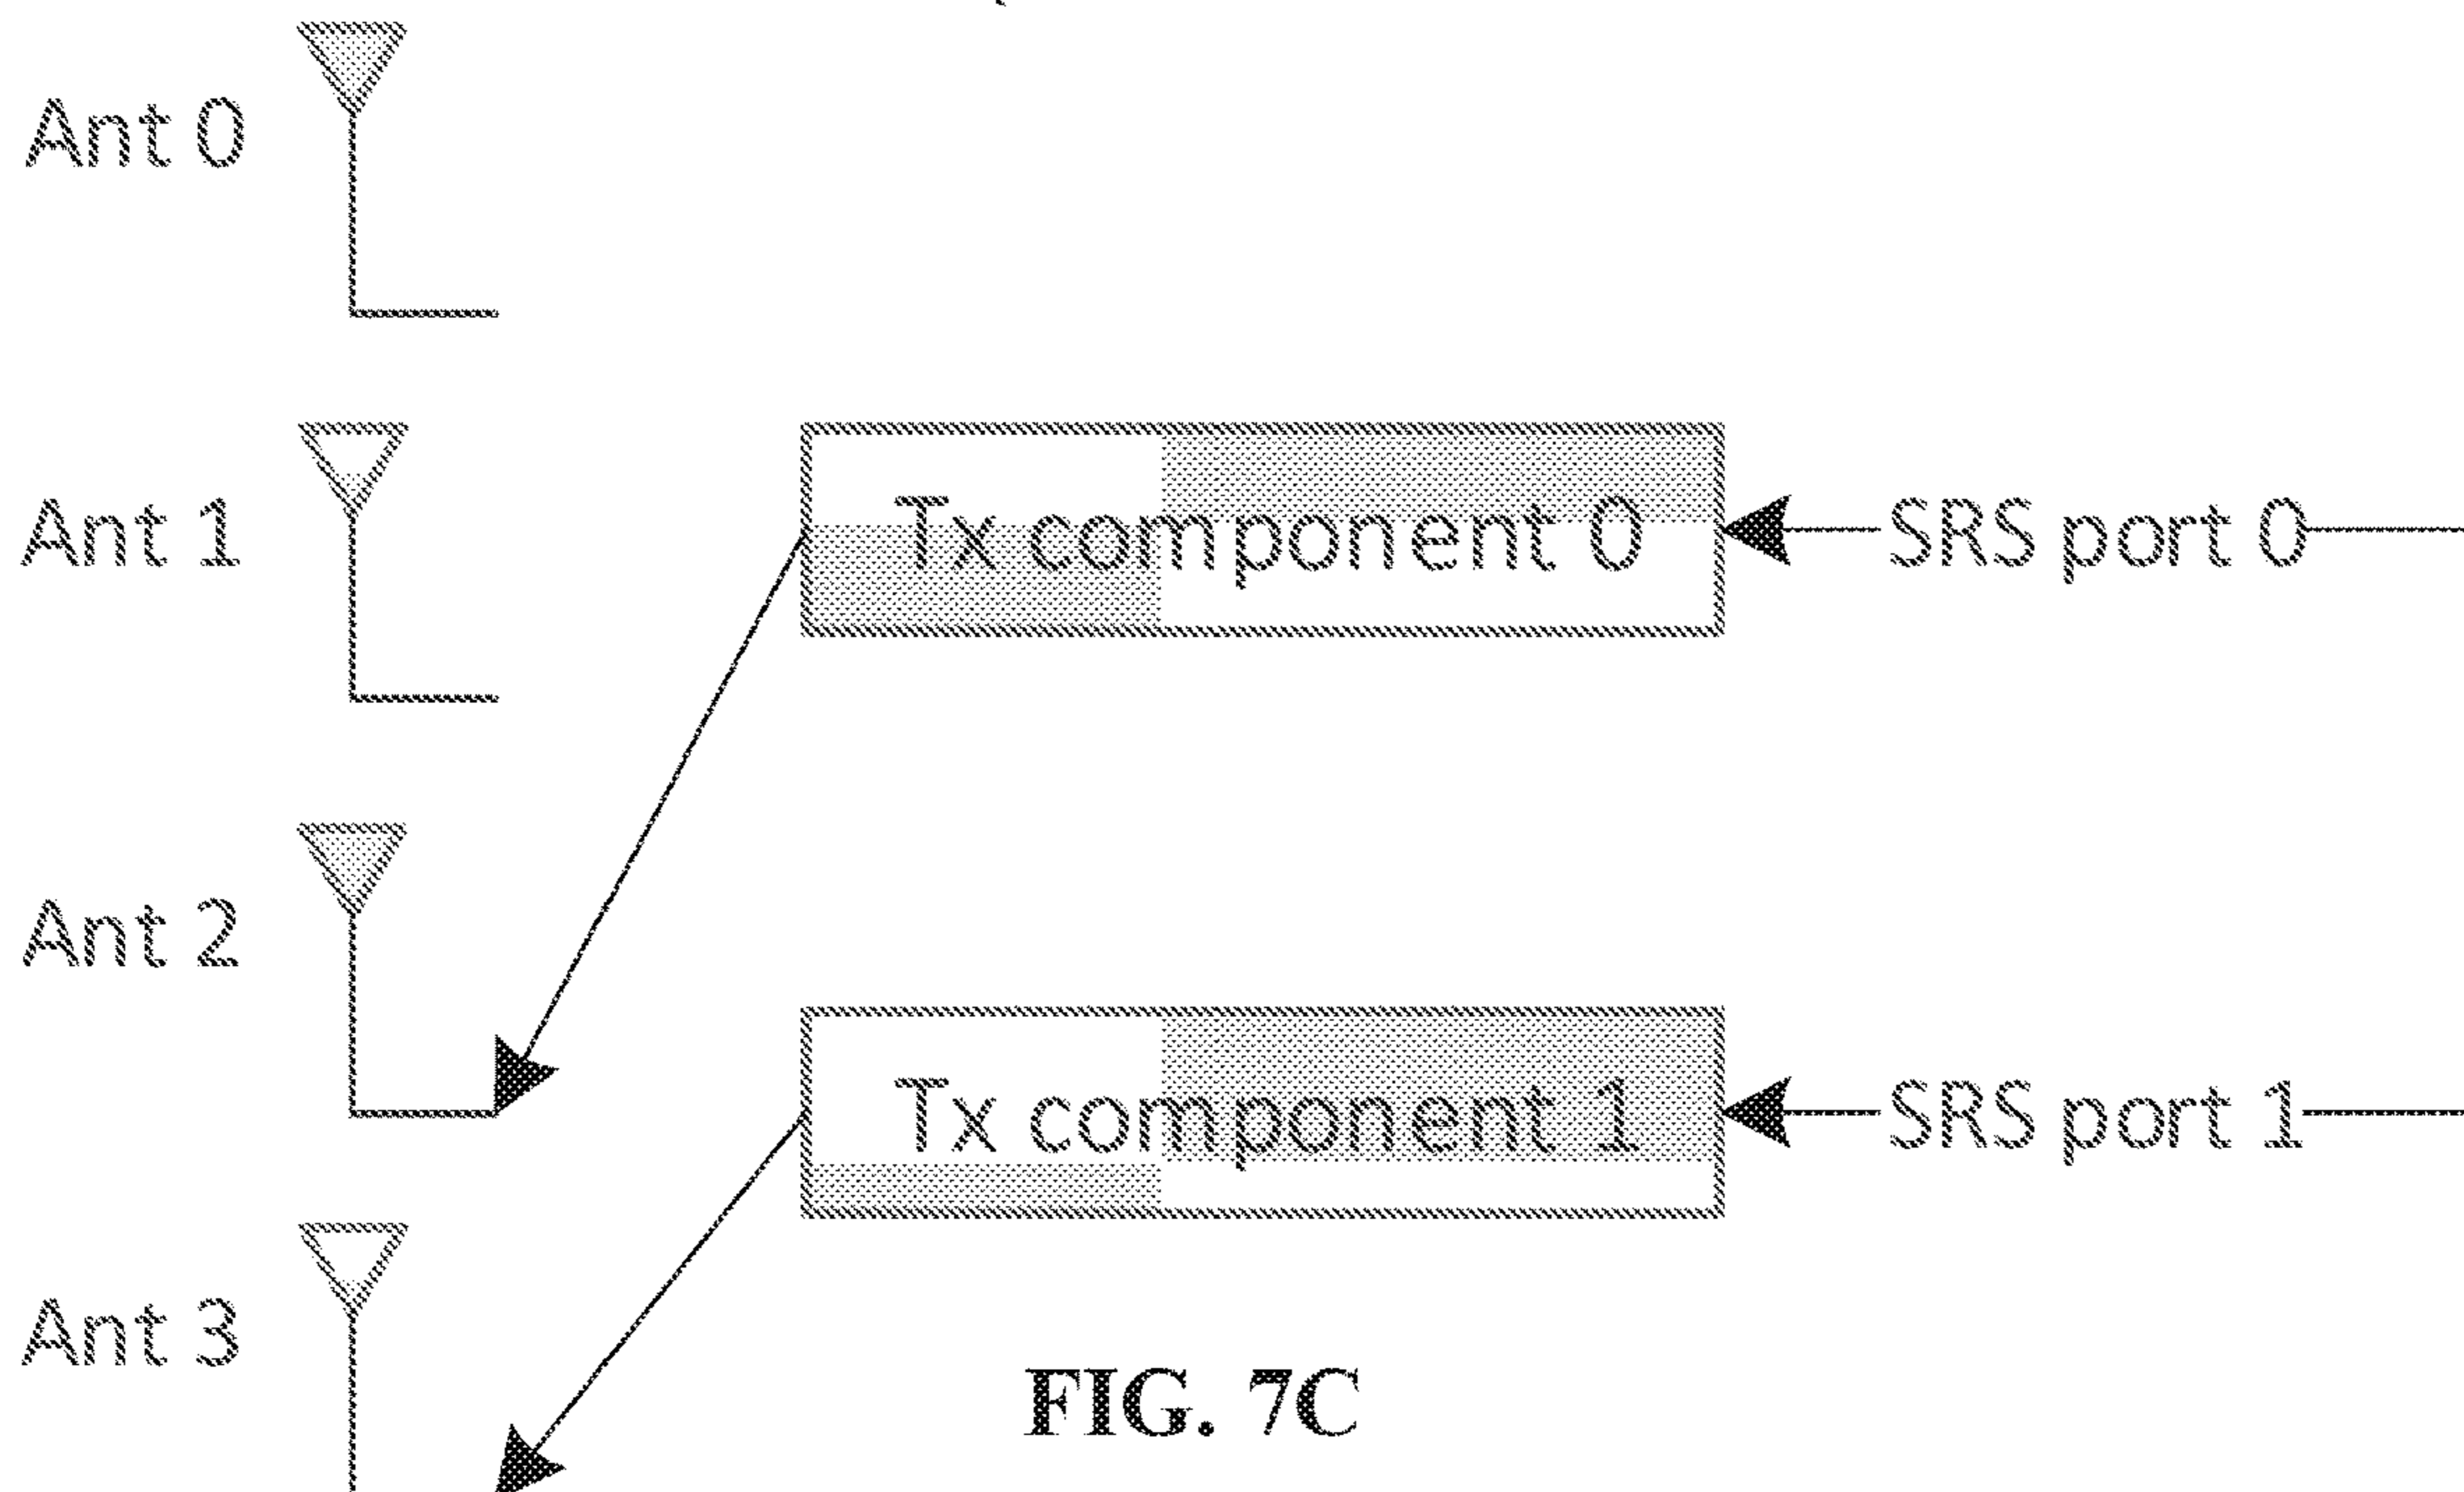 Ant 0
Ant 1
Tx component 0
SRS port 0
Ant 2
Tx component 1
SRS port 1
Ant 3
FIG. 7C